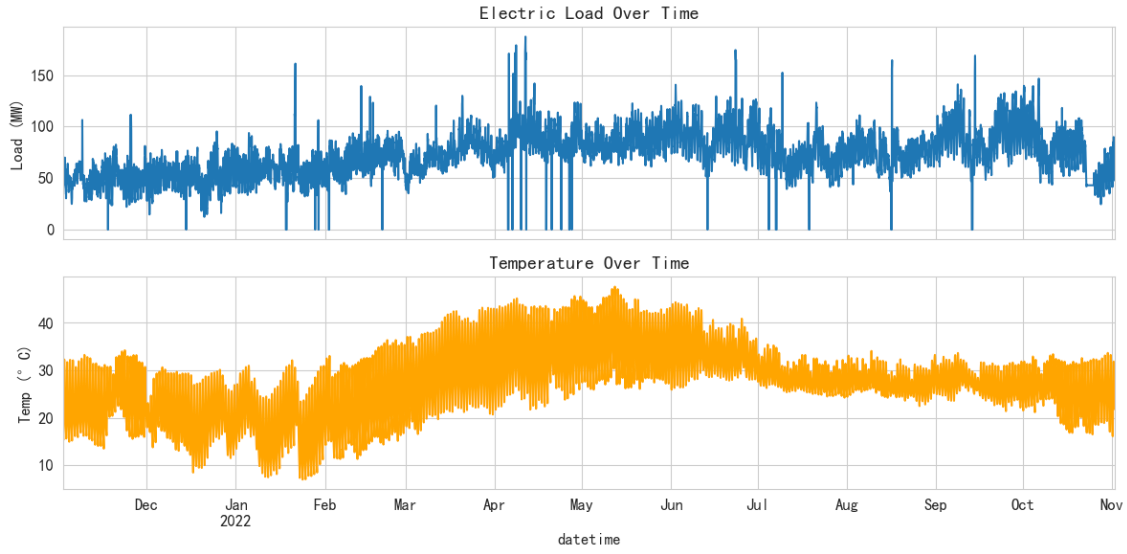 Electric Load Over Time
Load (MW)
150
100
50
0
Temperature Over Time
Temp (° C)
40
30
20
10
Dec Jan Feb Mar Apr May Jun Jul Aug Sep Oct Nov
2022
datetime